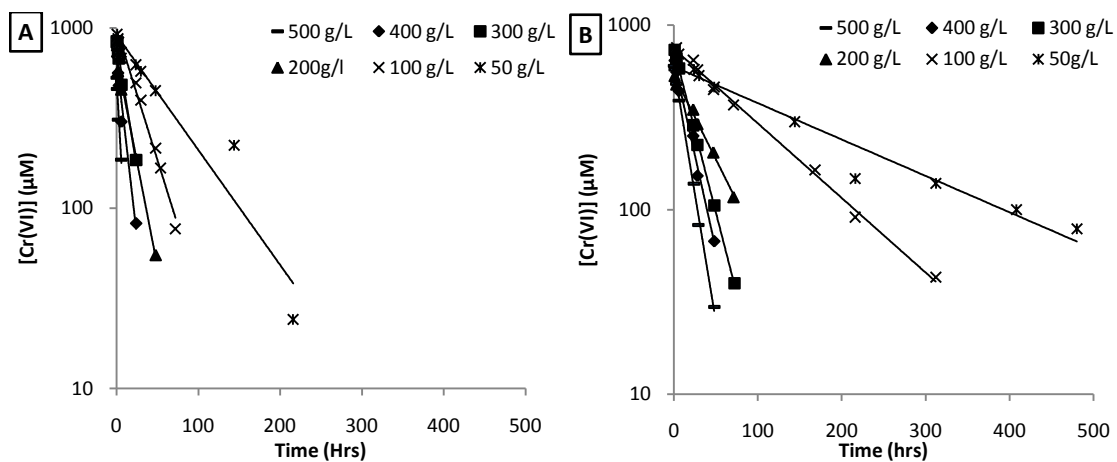 A
500 g/L 400 g/L 300 g/L
200g/l 100 g/L 50 g/L
1000
100
10
[Cr(VI)] (µM)
0 100 200 300 400 500
Time (Hrs)
B
500 g/L 400 g/L 300 g/L
200 g/L 100 g/L 50g/L
1000
100
10
[Cr(VI)] (µM)
0 100 200 300 400 500
Time (hrs)